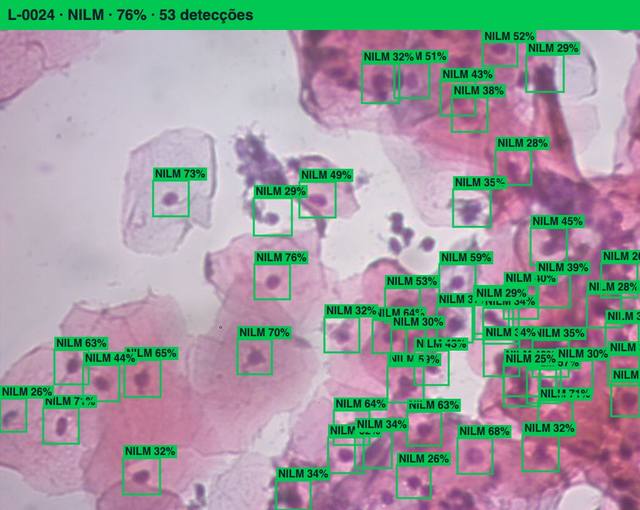 L-0024 · NILM · 76% · 53 detecções
NILM 52%
NILM 29%
NILM 32%
51%
NILM 43%
NILM 38%
NILM 28%
NILM 73%
NILM 49%
NILM 29%
NILM 35%
NILM 45%
NILM 76%
NILM 59%
NILM 39%
NILM 53%
NILM 29%
NILM 32%
NILM 30%
NILM 70%
NILM 63%
NILM 44%
65%
NILM 35%
NILM 25%
NILM 30%
NILM 26%
NILM 71%
NILM 71%
NILM 64%
NILM 63%
NILM 34%
NILM 68%
NILM 32%
NILM 32%
NILM 26%
NILM 34%